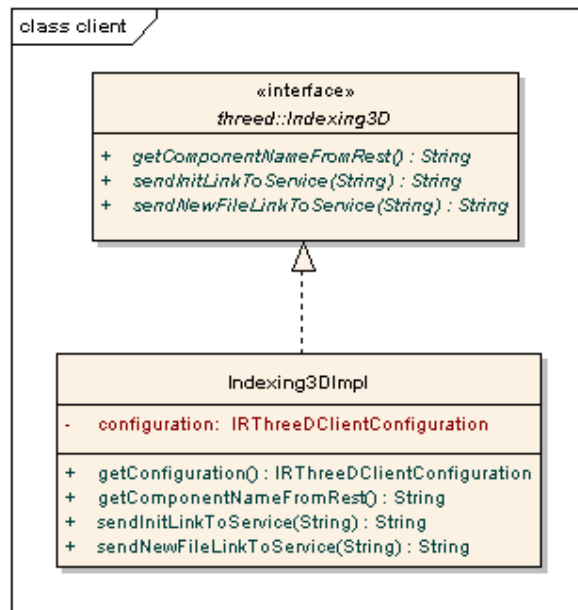 class client
«interface»
threed::Indexing3D
+ getComponentNameFromRest() : String
+ sendInitLinkToService(String) : String
+ sendNewFileLinkToService(String) : String
Indexing3DImpl
- configuration: IRThreeDClientConfiguration
+ getConfiguration() : IRThreeDClientConfiguration
+ getComponentNameFromRest() : String
+ sendInitLinkToService(String) : String
+ sendNewFileLinkToService(String) : String